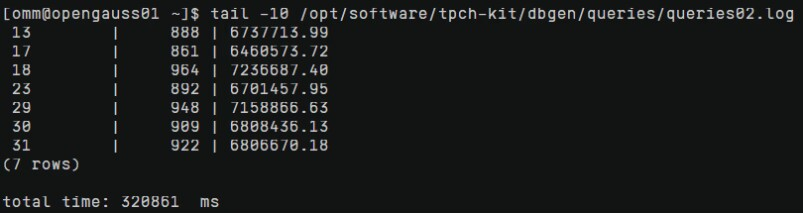 [omm@opengauss01 ~]$ tail -10 /opt/software/tpch-kit/dbgen/queries/queries02.log
13 | 888 | 6737713.99
17 | 861 | 6460573.72
18 | 964 | 7236687.40
23 | 892 | 6701457.95
29 | 948 | 7158866.63
30 | 909 | 6808436.13
31 | 922 | 6806670.18
(7 rows)
total time: 320861 ms